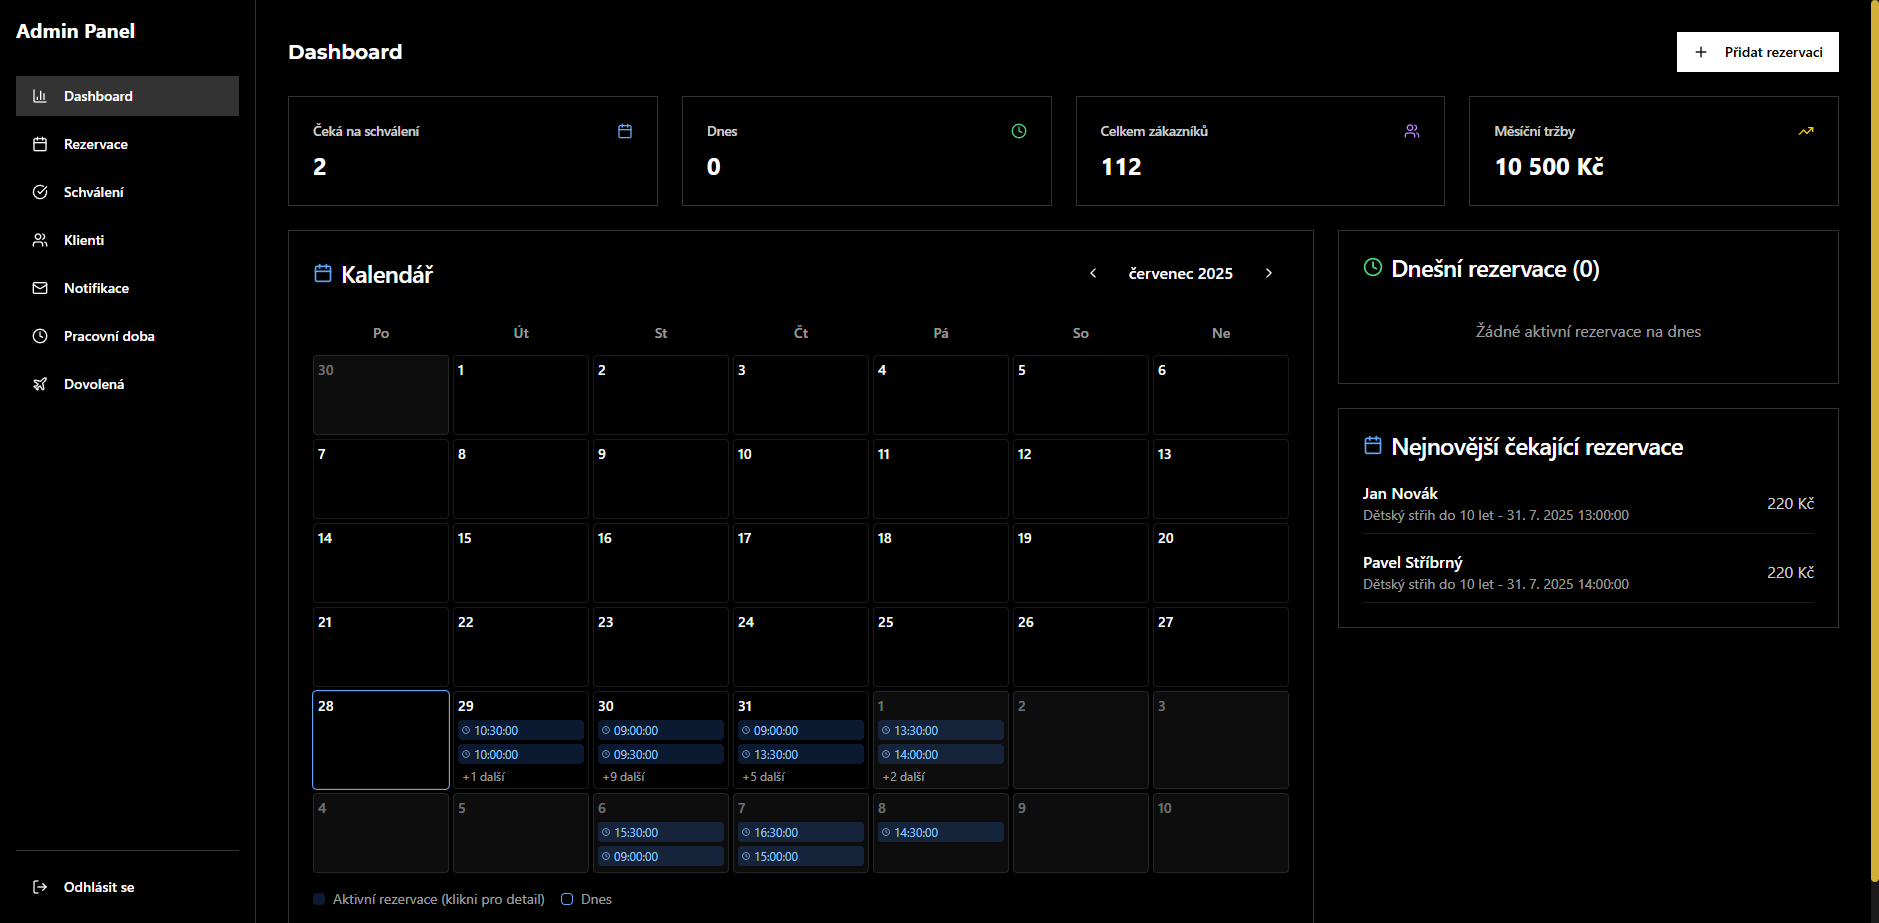 Admin Panel
Dashboard
Rezervace
Schválení
Klienti
Notifikace
Pracovní doba
Dovolená
Odhlásit se
Dashboard
Přidat rezervaci
Čeká na schválení
2
Dnes
0
Celkem zákazníků
112
Měsíční tržby
10 500 Kč
Kalendář
červenec 2025
Po Út St Čt Pá So Ne
30 1 2 3 4 5 6
7 8 9 10 11 12 13
14 15 16 17 18 19 20
21 22 23 24 25 26 27
28 29 30 31 1 2 3
10:30:00 09:00:00 09:00:00 13:30:00
10:00:00 09:30:00 13:30:00 14:00:00
+1 další +9 další +5 další +2 další
4 5 6 7 8 9 10
15:30:00 16:30:00 14:30:00
09:00:00 15:00:00
Aktivní rezervace (klikni pro detail) Dnes
Dnešní rezervace (0)
Žádné aktivní rezervace na dnes
Nejnovější čekající rezervace
Jan Novák
Dětský střih do 10 let - 31. 7. 2025 13:00:00
220 Kč
Pavel Stříbrný
Dětský střih do 10 let - 31. 7. 2025 14:00:00
220 Kč